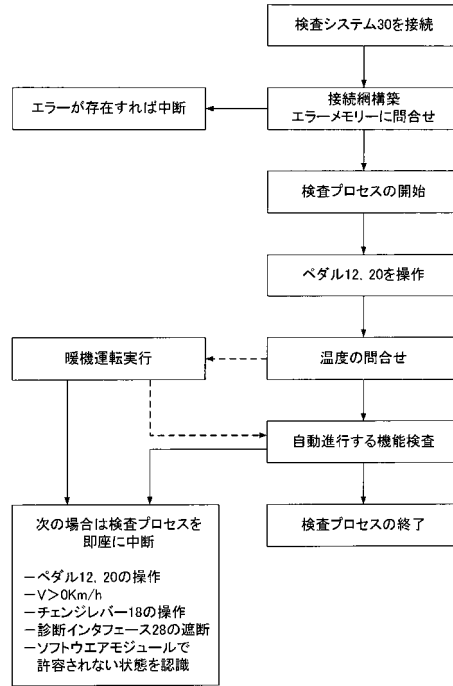 検査システム30を接続
接続網構築
エラーメモリーに問合せ
エラーが存在すれば中断
検査プロセスの開始
ペダル12, 20を操作
温度の問合せ
暖機運転実行
自動進行する機能検査
検査プロセスの終了
次の場合は検査プロセスを
即座に中断
－ペダル12, 20の操作
－V＞0Km/h
－チェンジレバー18の操作
－診断インタフェース28の遮断
－ソフトウエアモジュールで
許容されない状態を認識